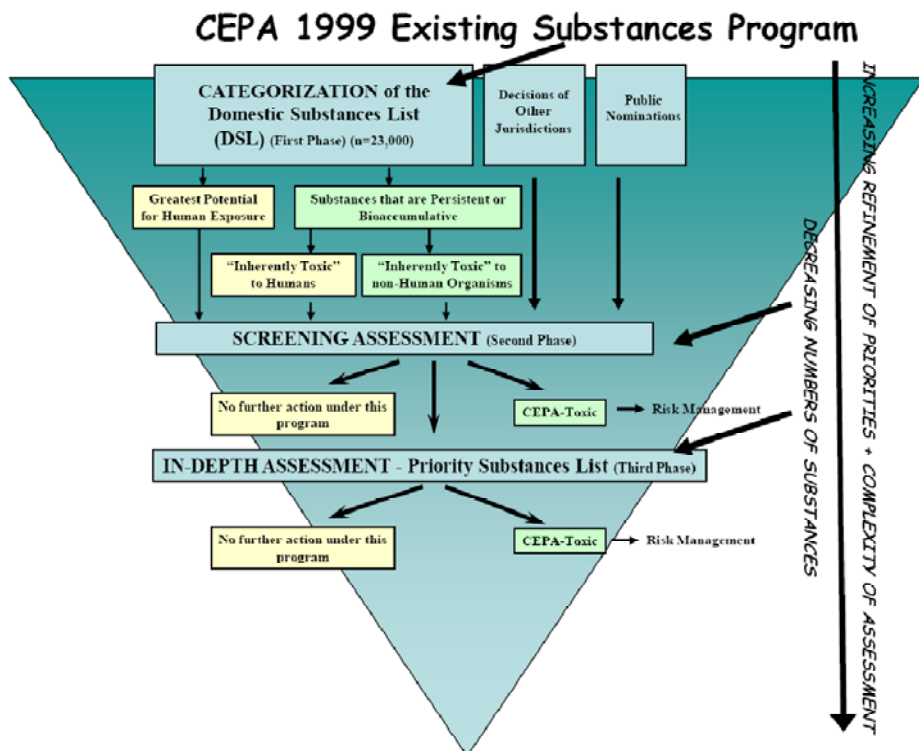 CEPA 1999 Existing Substances Program
CATEGORIZATION of the
Domestic Substances List
(DSL) (First Phase) (n=23,000)
Decisions of
Other
Jurisdictions
Public
Nominations
Greatest Potential
for Human Exposure
Substances that are Persistent or
Bioaccumulative
“Inherently Toxic”
to Humans
“Inherently Toxic” to
non-Human Organisms
SCREENING ASSESSMENT (Second Phase)
No further action under this
program
CEPA-Toxic
Risk Management
IN-DEPTH ASSESSMENT - Priority Substances List (Third Phase)
No further action under this
program
CEPA-Toxic
Risk Management
DECREASING NUMBERS OF SUBSTANCES
INCREASING REFINEMENT OF PRIORITIES + COMPLEXITY OF ASSESSMENT